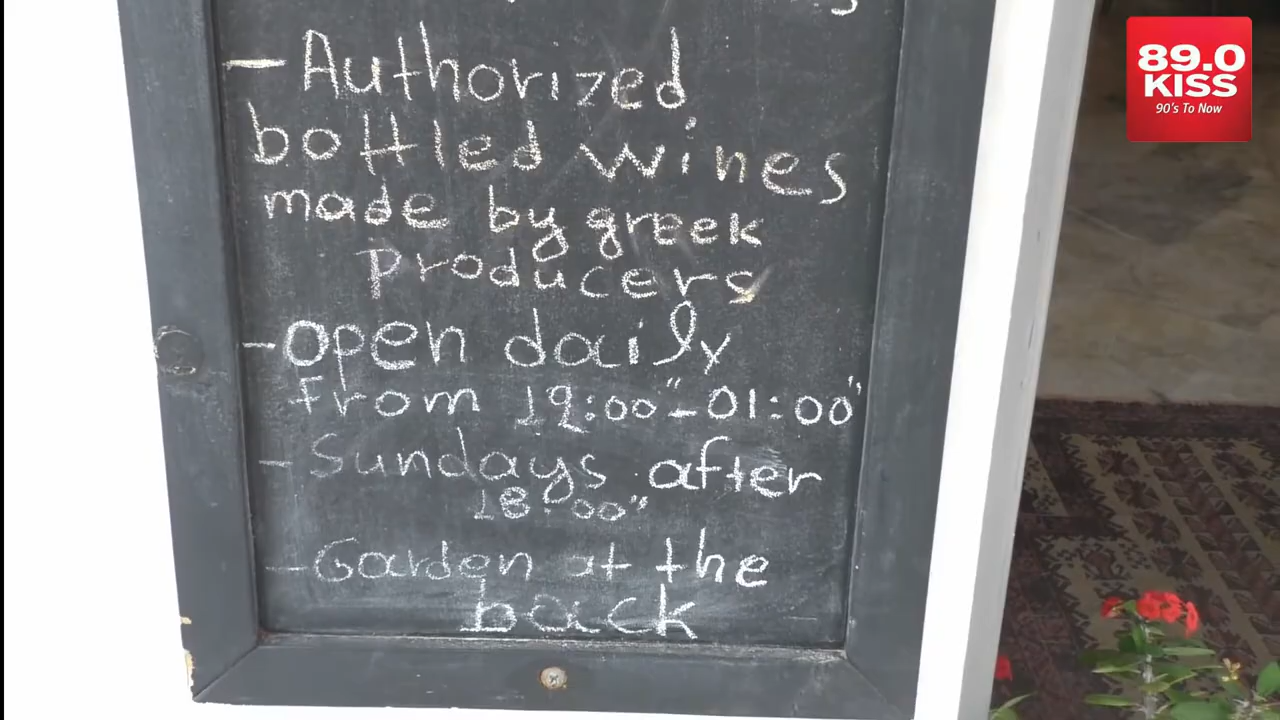 - Authorized
bottled wines
made by greek
producers
- open daily
from 12:00"-01:00"
- Sundays after
18:00"
- Garden at the
back
89.0
KISS
90's To Now